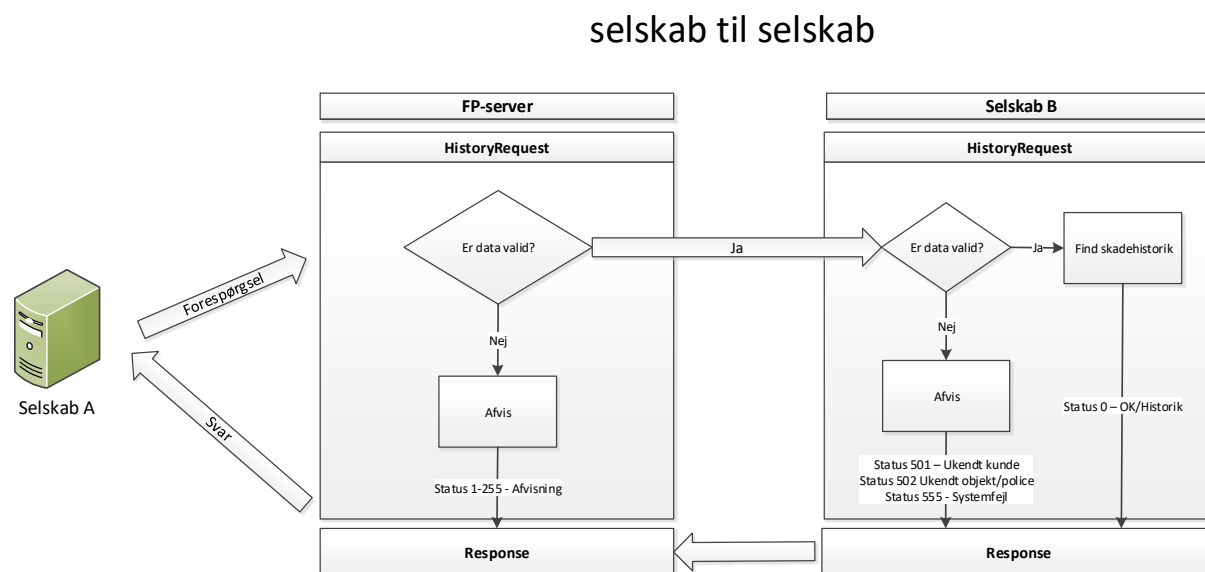 selskab til selskab
FP-server
Selskab B
HistoryRequest
HistoryRequest
Er data valid?
Ja
Er data valid?
Ja
Find skadehistorik
Forespørgsel
Nej
Nej
Selskab A
Afvis
Afvis
Status 0 – OK/Historik
Svar
Status 1-255 - Afvisning
Status 501 – Ukendt kunde
Status 502 Ukendt objekt/police
Status 555 - Systemfejl
Response
Response